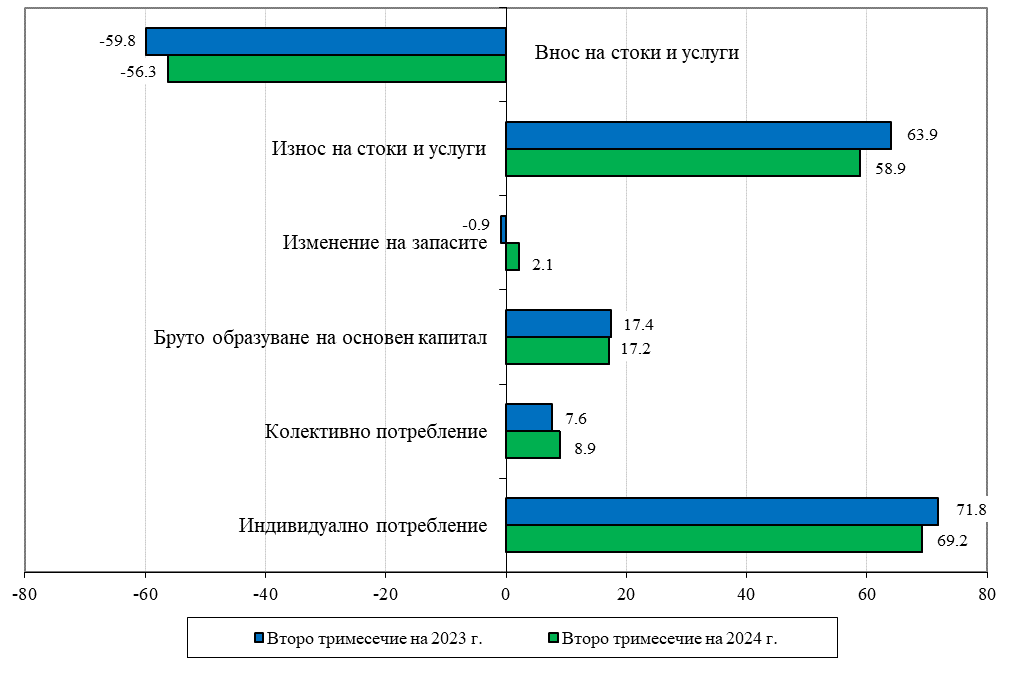 -59.8
Внос на стоки и услуги
-56.3
63.9
Износ на стоки и услуги
58.9
-0.9
Изменение на запасите
2.1
17.4
Бруто образуване на основен капитал
17.2
7.6
Колективно потребление
8.9
71.8
Индивидуално потребление
69.2
-80 -60 -40 -20 0 20 40 60 80
Второ тримесечие на 2023 г. Второ тримесечие на 2024 г.